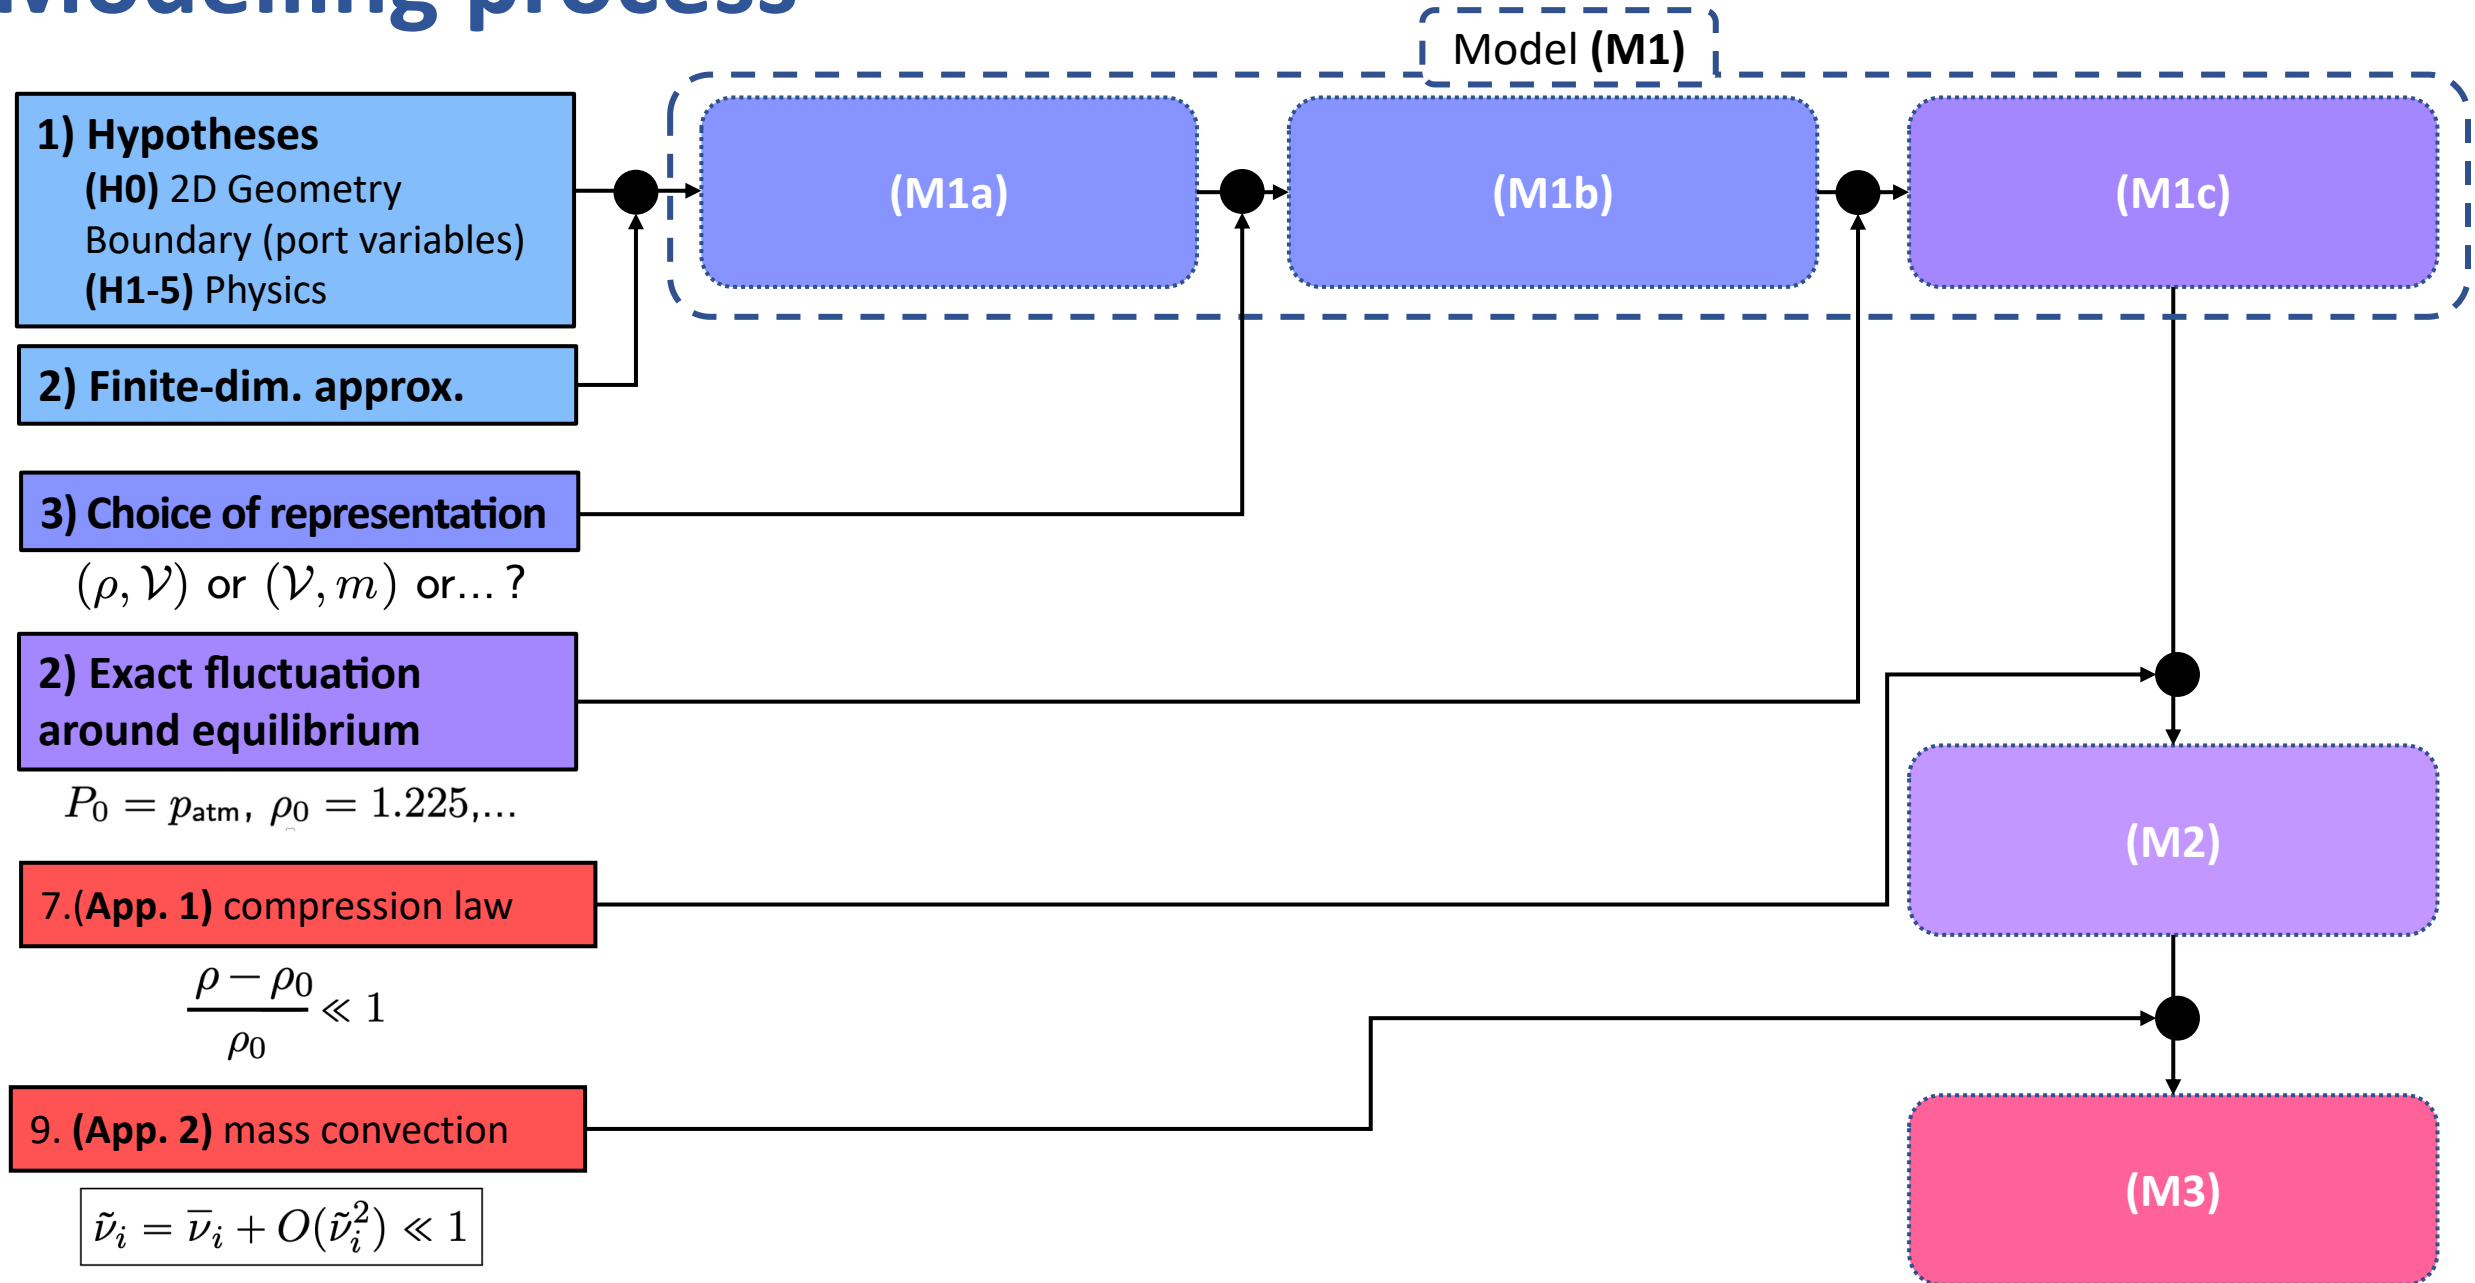 Modelling process
Model (M1)
1) Hypotheses
(H0) 2D Geometry
Boundary (port variables)
(H1-5) Physics
(M1a)
(M1b)
(M1c)
2) Finite-dim. approx.
3) Choice of representation
(ρ, 𝒱) or (𝒱, m) or... ?
2) Exact fluctuation
around equilibrium
P₀ = p_atm, ρ₀ = 1.225,...
(M2)
7.(App. 1) compression law
(ρ − ρ₀)/ρ₀ ≪ 1
9. (App. 2) mass convection
ν̃ᵢ = ν̅ᵢ + O(ν̃ᵢ²) ≪ 1
(M3)